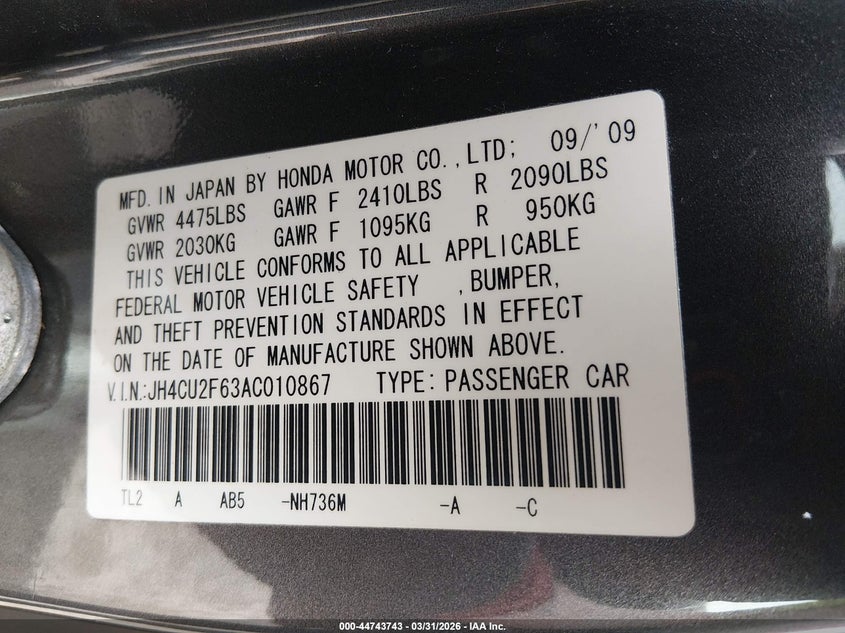 MFD. IN JAPAN BY HONDA MOTOR CO.,LTD; 09/'09
GVWR 4475LBS GAWR F 2410LBS R 2090LBS
GVWR 2030KG GAWR F 1095KG R 950KG
THIS VEHICLE CONFORMS TO ALL APPLICABLE
FEDERAL MOTOR VEHICLE SAFETY ,BUMPER,
AND THEFT PREVENTION STANDARDS IN EFFECT
ON THE DATE OF MANUFACTURE SHOWN ABOVE.
V.I.N.:JH4CU2F63AC010867 TYPE:PASSENGER CAR
TL2 A AB5 -NH736M -A -C
000-44743743 - 03/31/2026 - IAA Inc.